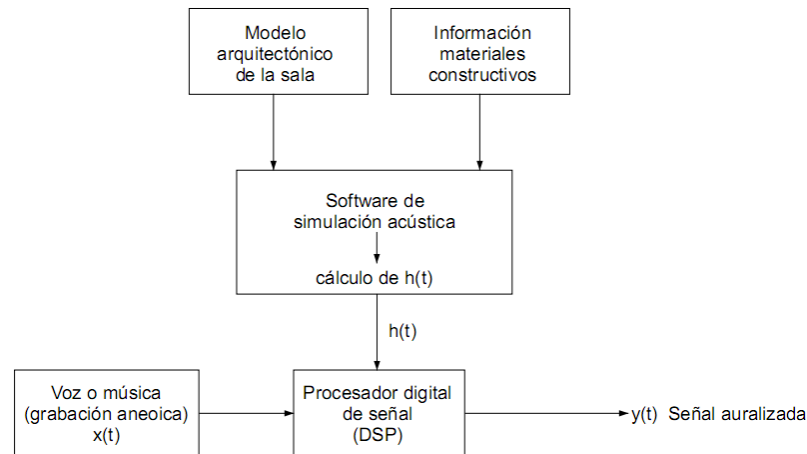 Modelo
arquitectónico
de la sala
Información
materiales
constructivos
Software de
simulación acústica
cálculo de h(t)
h(t)
Voz o música
(grabación aneoica)
x(t)
Procesador digital
de señal
(DSP)
y(t) Señal auralizada